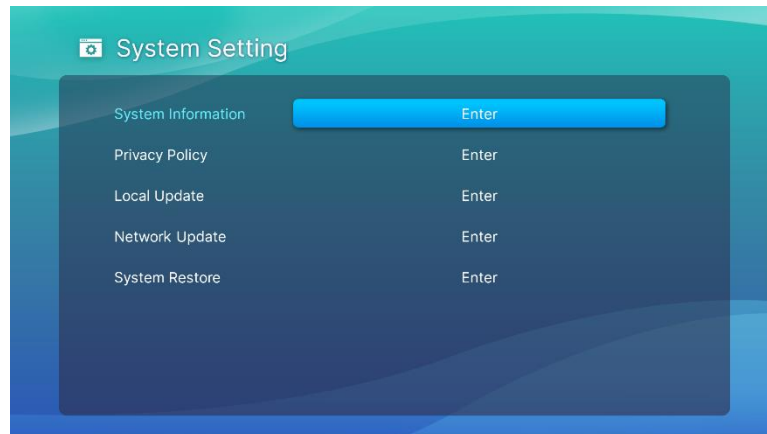 System Setting
System Information Enter
Privacy Policy Enter
Local Update Enter
Network Update Enter
System Restore Enter